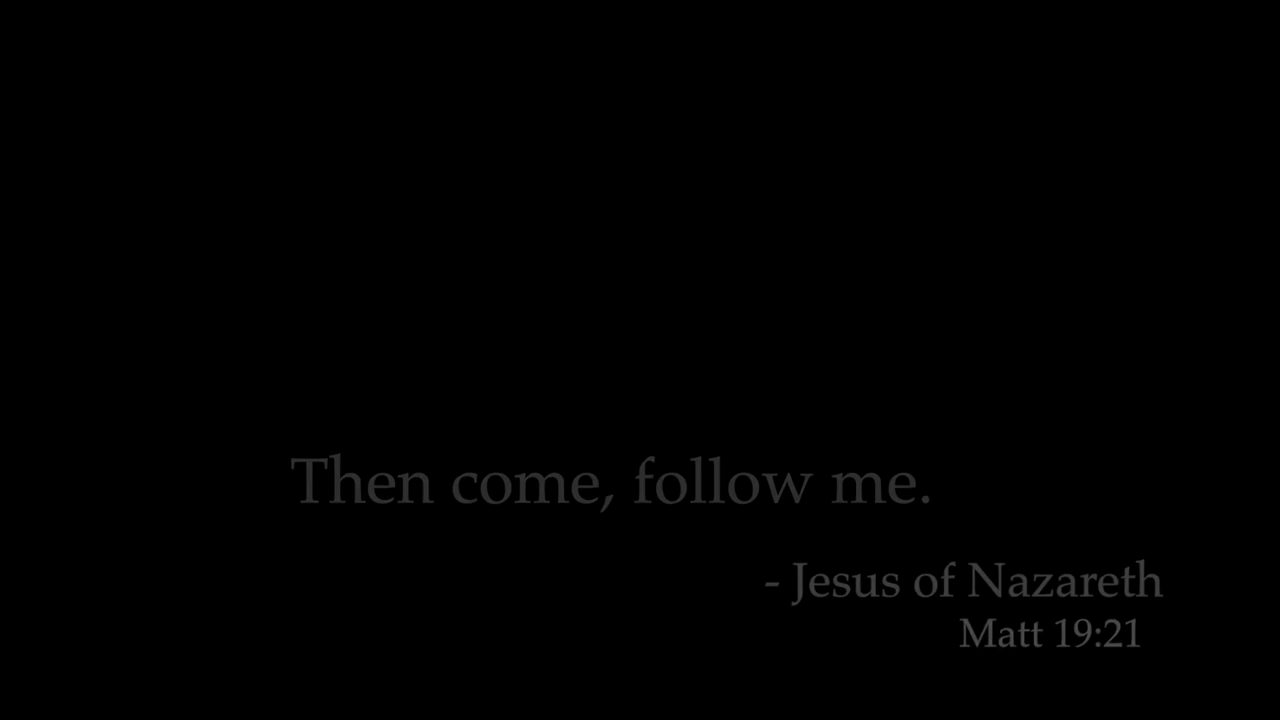 Then come, follow me.
- Jesus of Nazareth
Matt 19:21